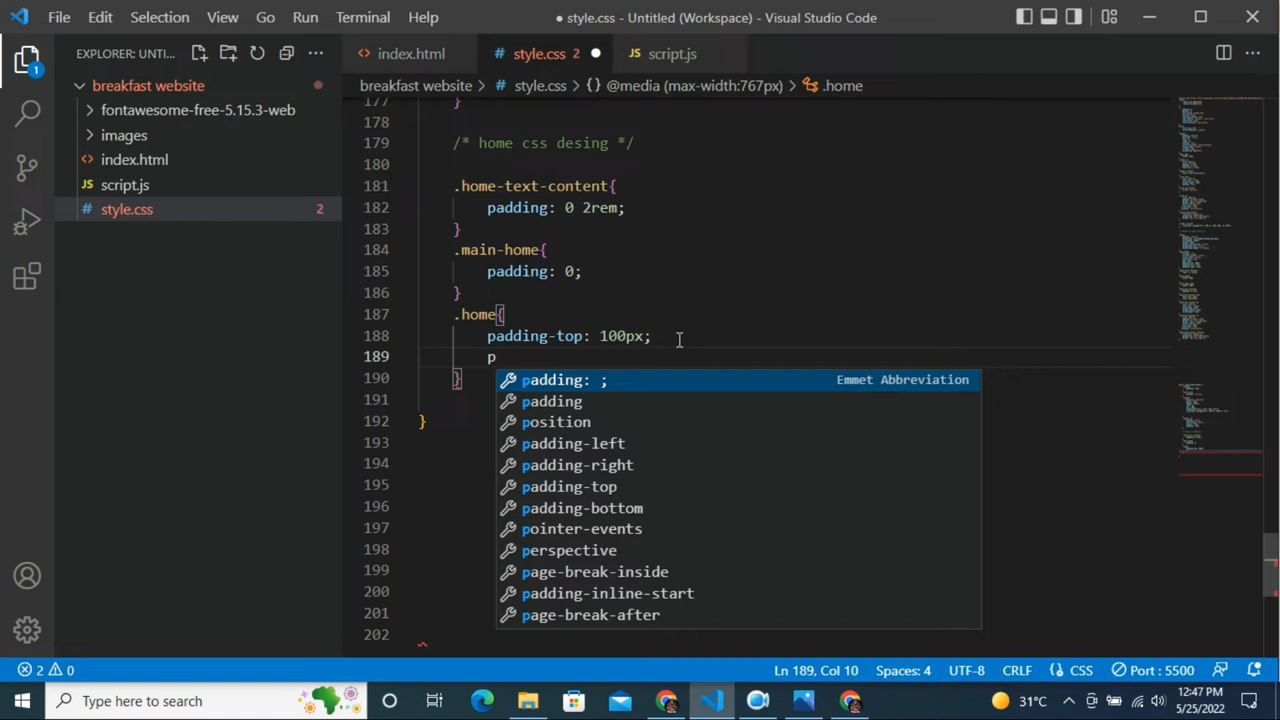 File Edit Selection View Go Run Terminal Help
● style.css - Untitled (Workspace) - Visual Studio Code
EXPLORER: UNTI...
index.html
# style.css 2 ●
JS script.js
breakfast website
fontawesome-free-5.15.3-web
images
index.html
JS script.js
# style.css 2
1
breakfast website > # style.css > {} @media (max-width:767px) > .home
177 }
178
179 /* home css desing */
180
181 .home-text-content{
182 padding: 0 2rem;
183 }
184 .main-home{
185 padding: 0;
186 }
187 .home{
188 padding-top: 100px;
189 p
190 }
191
192 }
193
194
195
196
197
198
199
200
201
202
padding: ; Emmet Abbreviation
padding
position
padding-left
padding-right
padding-top
padding-bottom
pointer-events
perspective
page-break-inside
padding-inline-start
page-break-after
2 0
Ln 189, Col 10 Spaces: 4 UTF-8 CRLF {} CSS Port : 5500
Type here to search
31°C
12:47 PM
5/25/2022